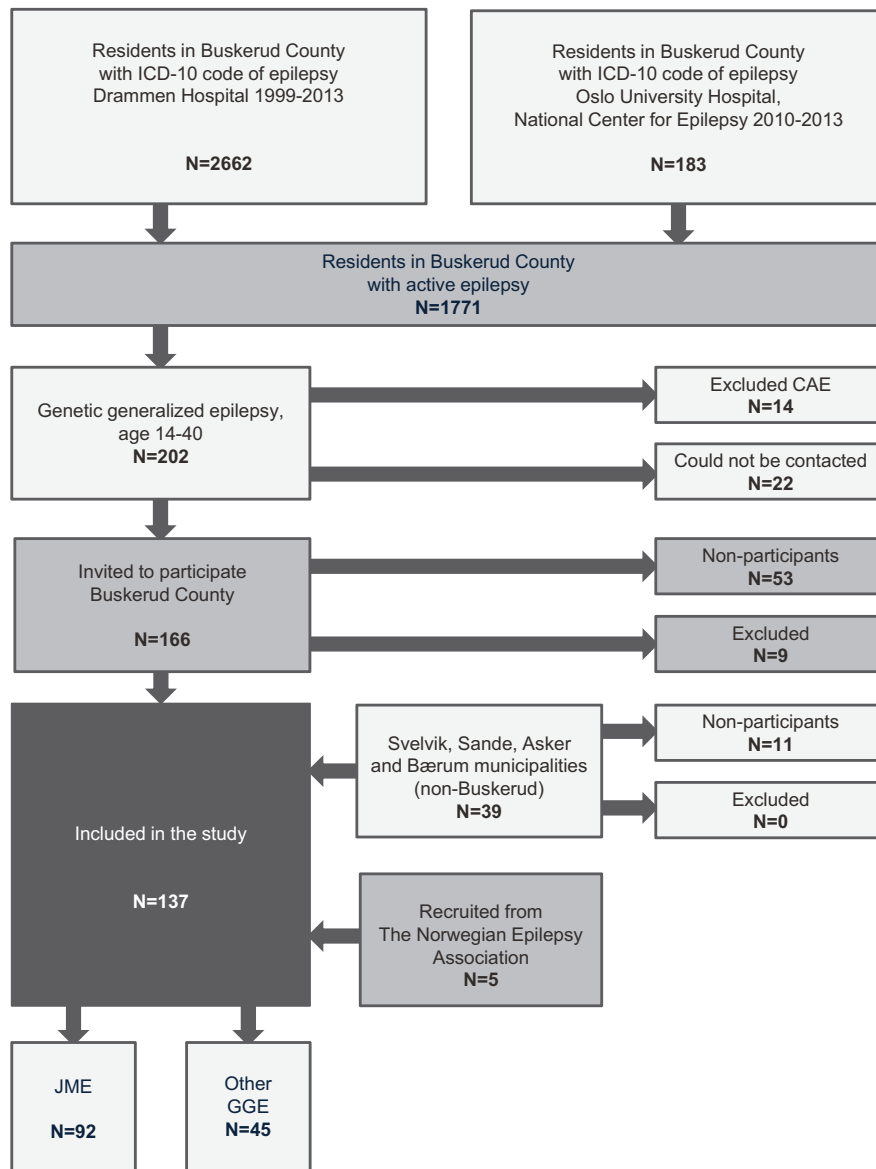 Residents in Buskerud County
with ICD-10 code of epilepsy
Drammen Hospital 1999-2013
N=2662
Residents in Buskerud County
with ICD-10 code of epilepsy
Oslo University Hospital,
National Center for Epilepsy 2010-2013
N=183
Residents in Buskerud County
with active epilepsy
N=1771
Genetic generalized epilepsy,
age 14-40
N=202
Excluded CAE
N=14
Could not be contacted
N=22
Invited to participate
Buskerud County
N=166
Non-participants
N=53
Excluded
N=9
Included in the study
N=137
Svelvik, Sande, Asker
and Bærum municipalities
(non-Buskerud)
N=39
Non-participants
N=11
Excluded
N=0
Recruited from
The Norwegian Epilepsy
Association
N=5
JME
N=92
Other
GGE
N=45